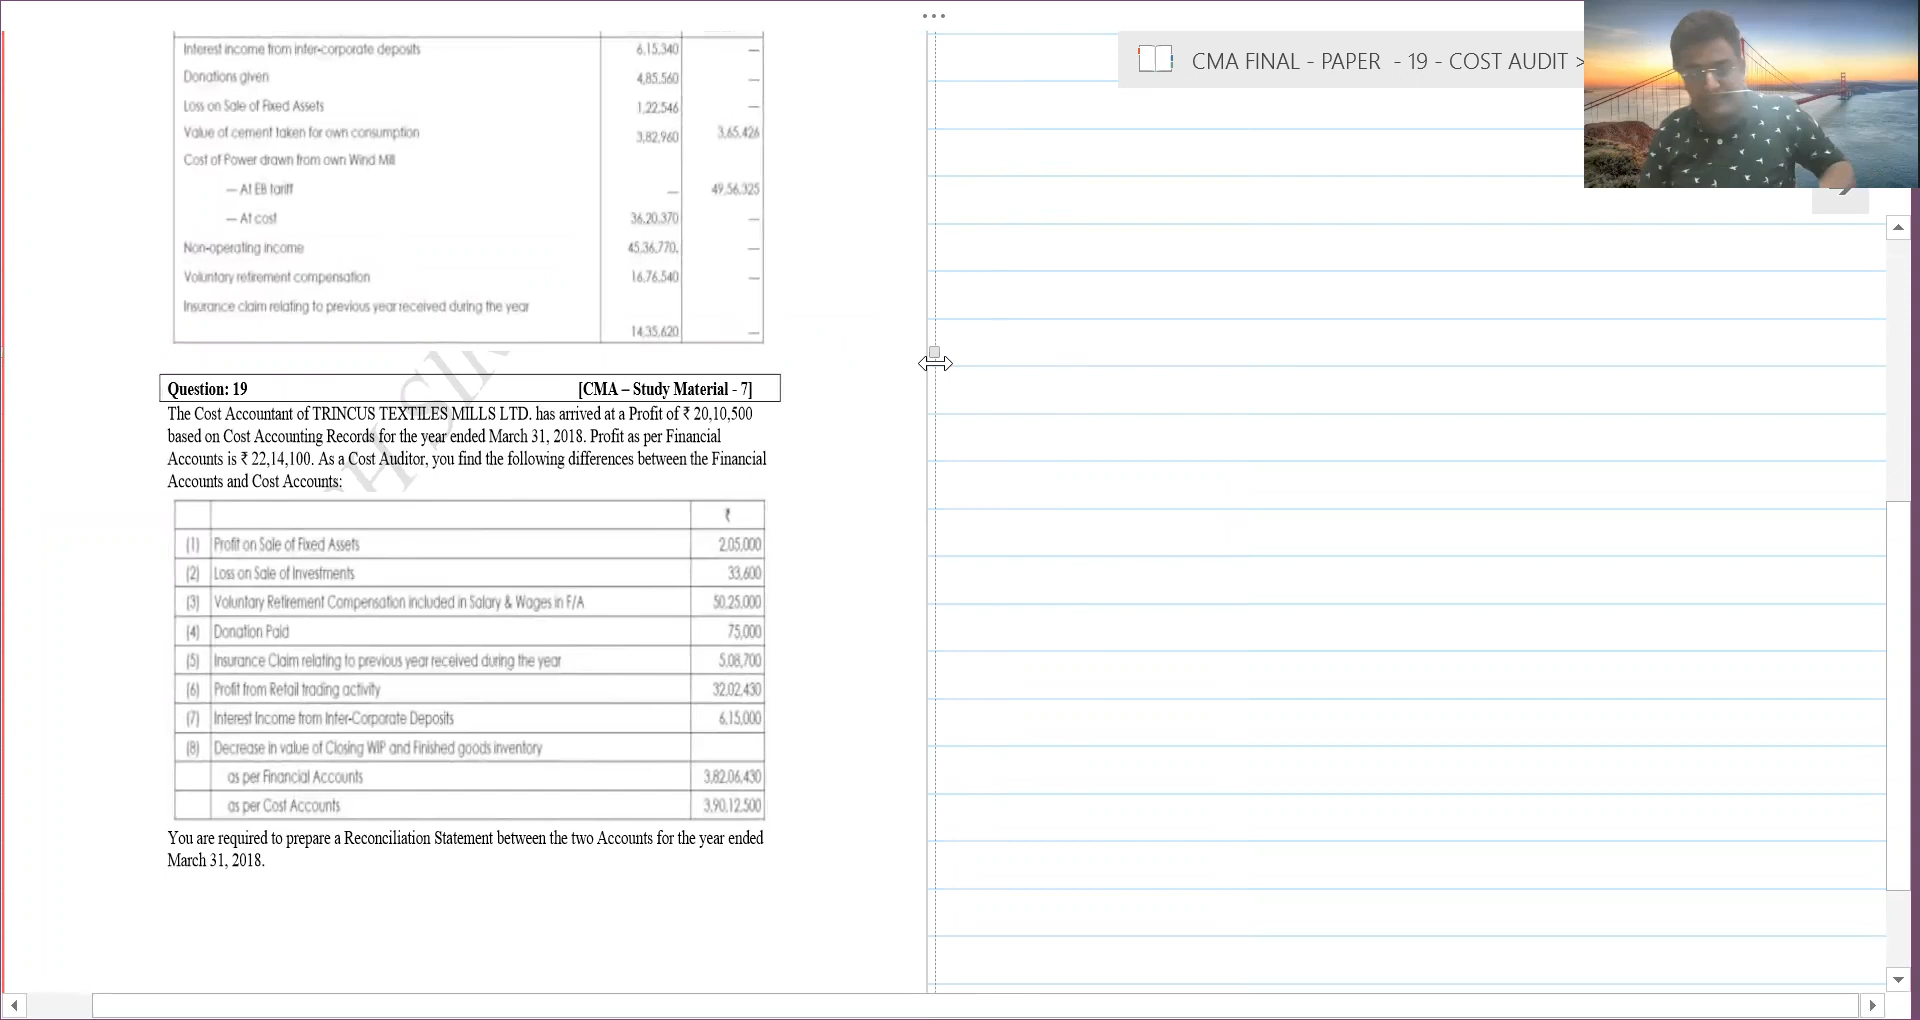 CMA FINAL - PAPER - 19 - COST AUDIT >
Interest income from inter-corporate deposits 6,15,340 —
Donations given 4,85,560 —
Loss on Sale of Fixed Assets 1,22,546 —
Value of cement taken for own consumption 3,82,960 3,65,426
Cost of Power drawn from own Wind Mill
— At EB tariff — 49,56,325
— At cost 36,20,370 —
Non-operating income 45,36,770. —
Voluntary retirement compensation 16,76,540 —
Insurance claim relating to previous year received during the year
14,35,620 —
Question: 19 [CMA – Study Material - 7]
The Cost Accountant of TRINCUS TEXTILES MILLS LTD. has arrived at a Profit of ₹ 20,10,500
based on Cost Accounting Records for the year ended March 31, 2018. Profit as per Financial
Accounts is ₹ 22,14,100. As a Cost Auditor, you find the following differences between the Financial
Accounts and Cost Accounts:
₹
(1) Profit on Sale of Fixed Assets 2,05,000
(2) Loss on Sale of Investments 33,600
(3) Voluntary Retirement Compensation included in Salary & Wages in F/A 50,25,000
(4) Donation Paid 75,000
(5) Insurance Claim relating to previous year received during the year 5,08,700
(6) Profit from Retail trading activity 32,02,430
(7) Interest Income from Inter-Corporate Deposits 6,15,000
(8) Decrease in value of Closing WIP and Finished goods inventory
as per Financial Accounts 3,82,06,430
as per Cost Accounts 3,90,12,500
You are required to prepare a Reconciliation Statement between the two Accounts for the year ended
March 31, 2018.